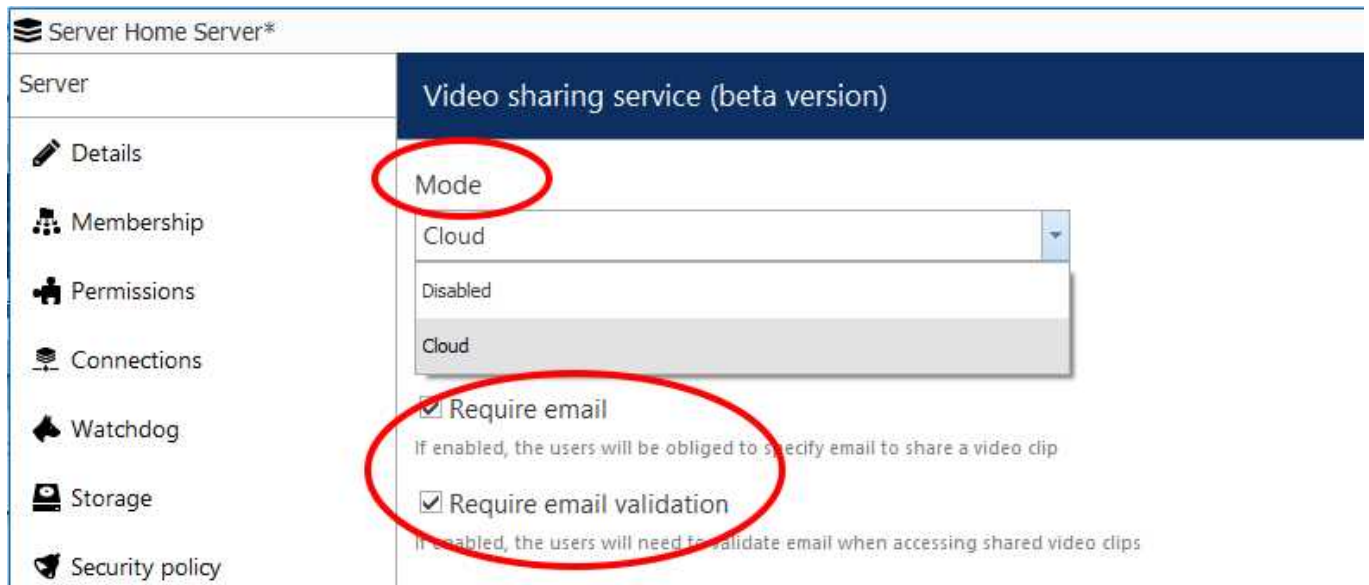 Server Home Server*
Server
Details
Membership
Permissions
Connections
Watchdog
Storage
Security policy
Video sharing service (beta version)
Mode
Cloud
Disabled
Cloud
Require email
If enabled, the users will be obliged to specify email to share a video clip
Require email validation
If enabled, the users will need to validate email when accessing shared video clips